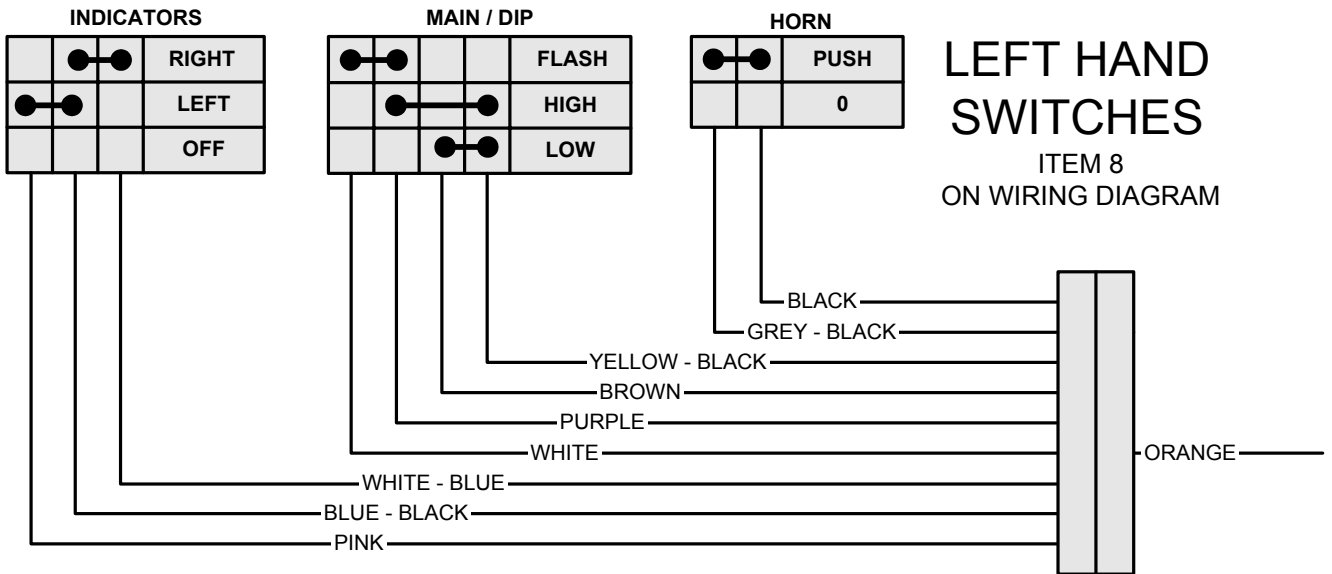 INDICATORS
RIGHT
LEFT
OFF
MAIN / DIP
FLASH
HIGH
LOW
HORN
PUSH
0
LEFT HAND
SWITCHES
ITEM 8
ON WIRING DIAGRAM
BLACK
GREY - BLACK
YELLOW - BLACK
BROWN
PURPLE
WHITE
ORANGE
WHITE - BLUE
BLUE - BLACK
PINK